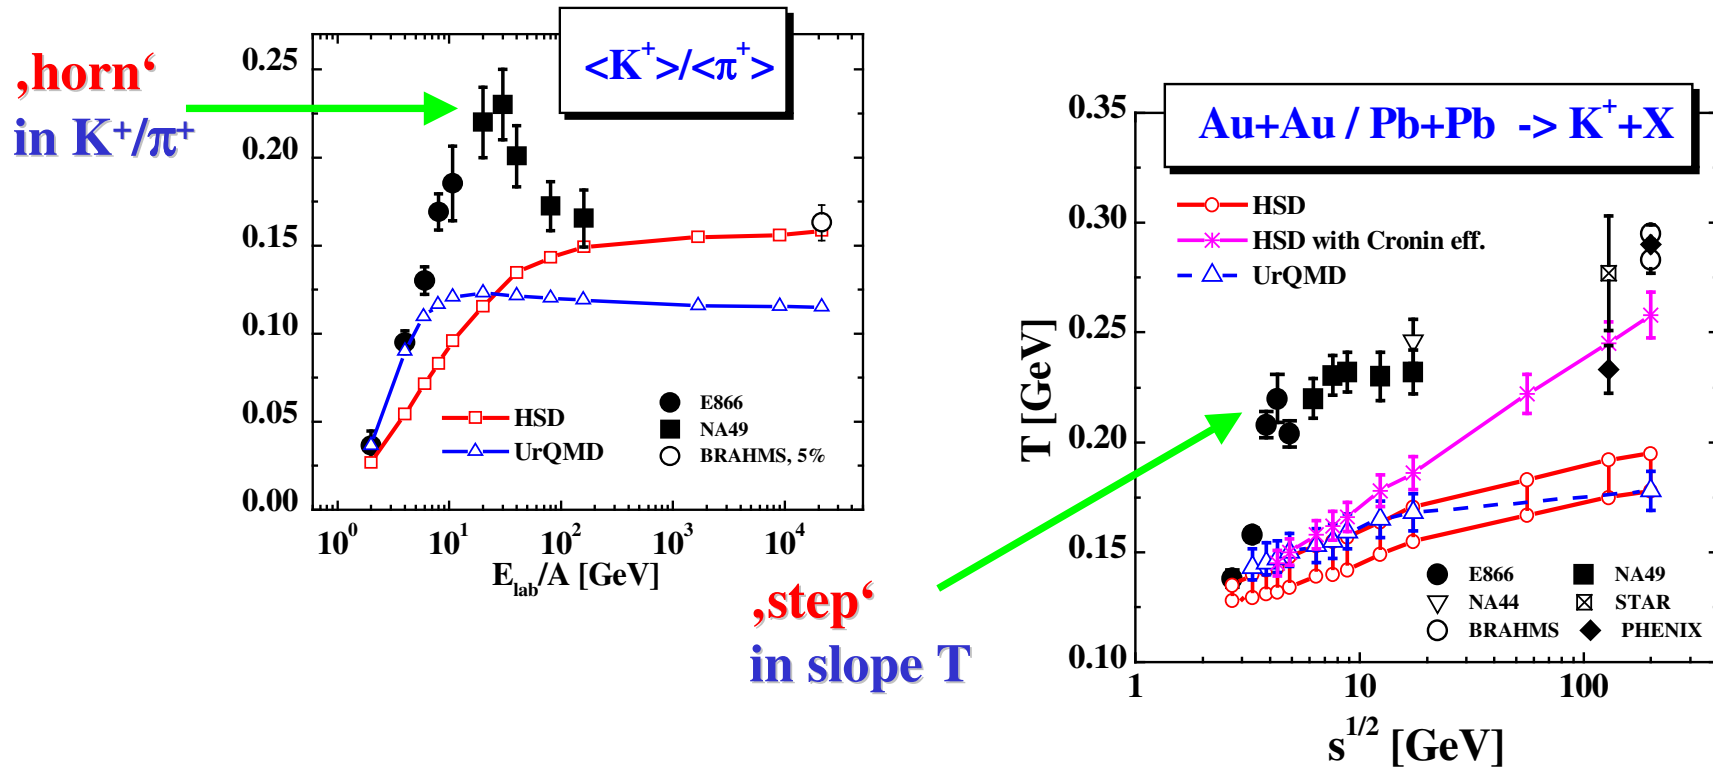 ‚horn‘
in K⁺/π⁺
<K⁺>/<π⁺>
0.25
0.20
0.15
0.10
0.05
0.00
HSD
UrQMD
E866
NA49
BRAHMS, 5%
10⁰ 10¹ 10² 10³ 10⁴
E_lab/A [GeV]
‚step‘
in slope T
Au+Au / Pb+Pb -> K⁺+X
HSD
HSD with Cronin eff.
UrQMD
0.35
0.30
0.25
0.20
0.15
0.10
T [GeV]
E866 NA49
NA44 STAR
BRAHMS PHENIX
1 10 100
s^1/2 [GeV]